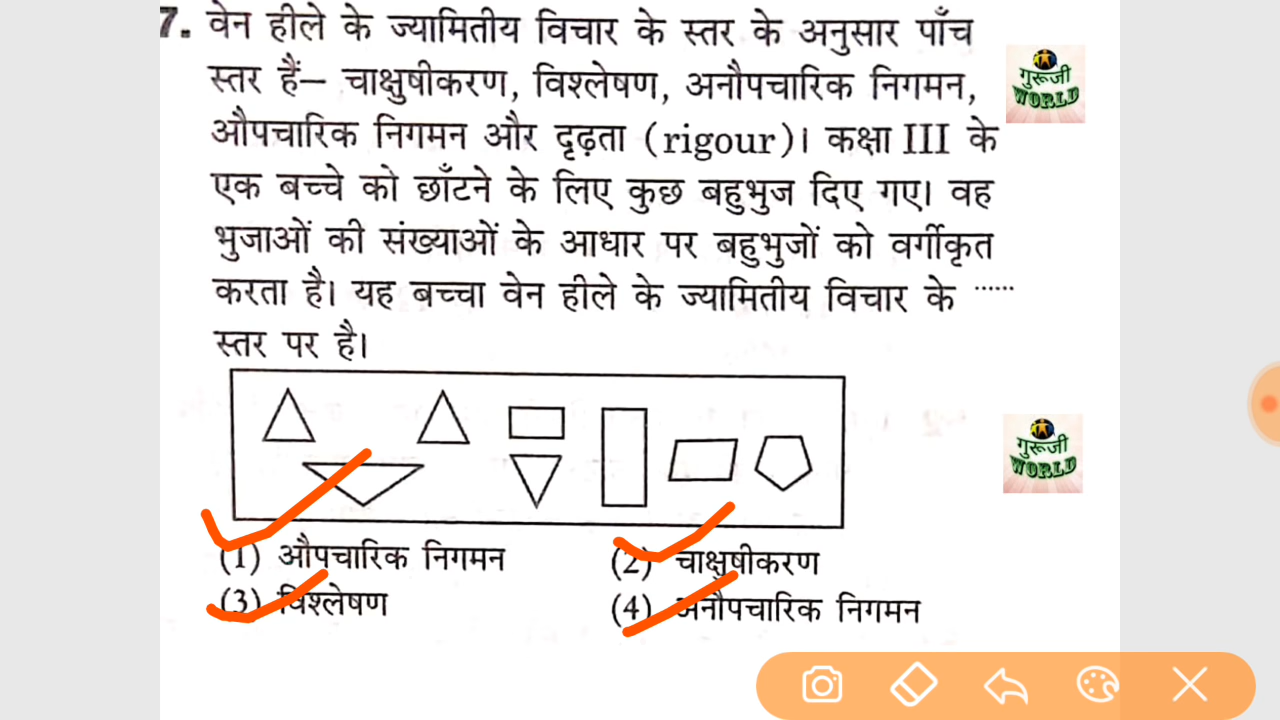 7. वेन हीले के ज्यामितीय विचार के स्तर के अनुसार पाँच
स्तर हैं– चाक्षुषीकरण, विश्लेषण, अनौपचारिक निगमन,
औपचारिक निगमन और दृढ़ता (rigour)। कक्षा III के
एक बच्चे को छाँटने के लिए कुछ बहुभुज दिए गए। वह
भुजाओं की संख्याओं के आधार पर बहुभुजों को वर्गीकृत
करता है। यह बच्चा वेन हीले के ज्यामितीय विचार के ......
स्तर पर है।
(1) औपचारिक निगमन (2) चाक्षुषीकरण
(3) विश्लेषण (4) अनौपचारिक निगमन
गुरूजी
WORLD
गुरूजी
WORLD